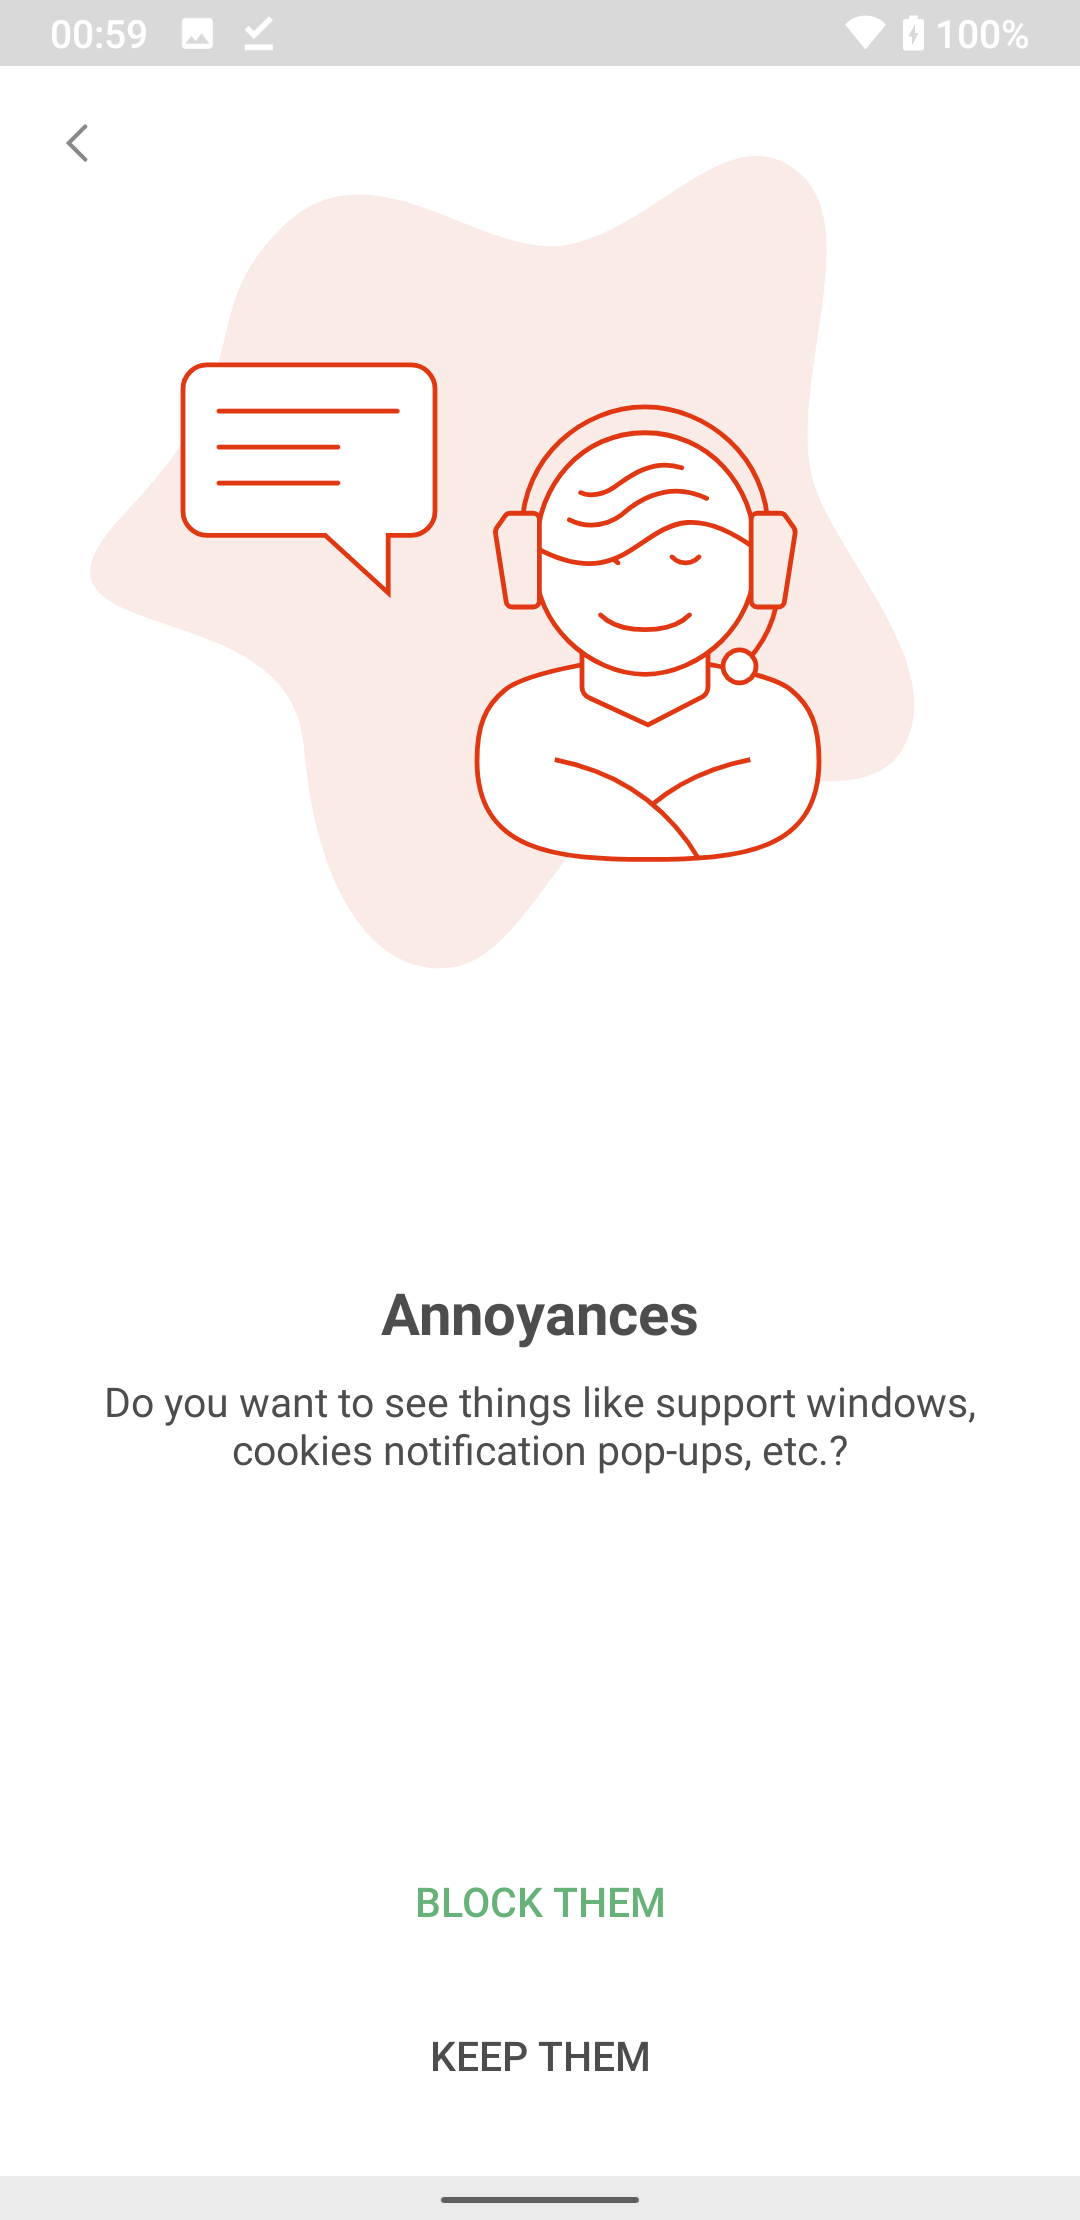 00:59
100%
Annoyances
Do you want to see things like support windows,
cookies notification pop-ups, etc.?
BLOCK THEM
KEEP THEM